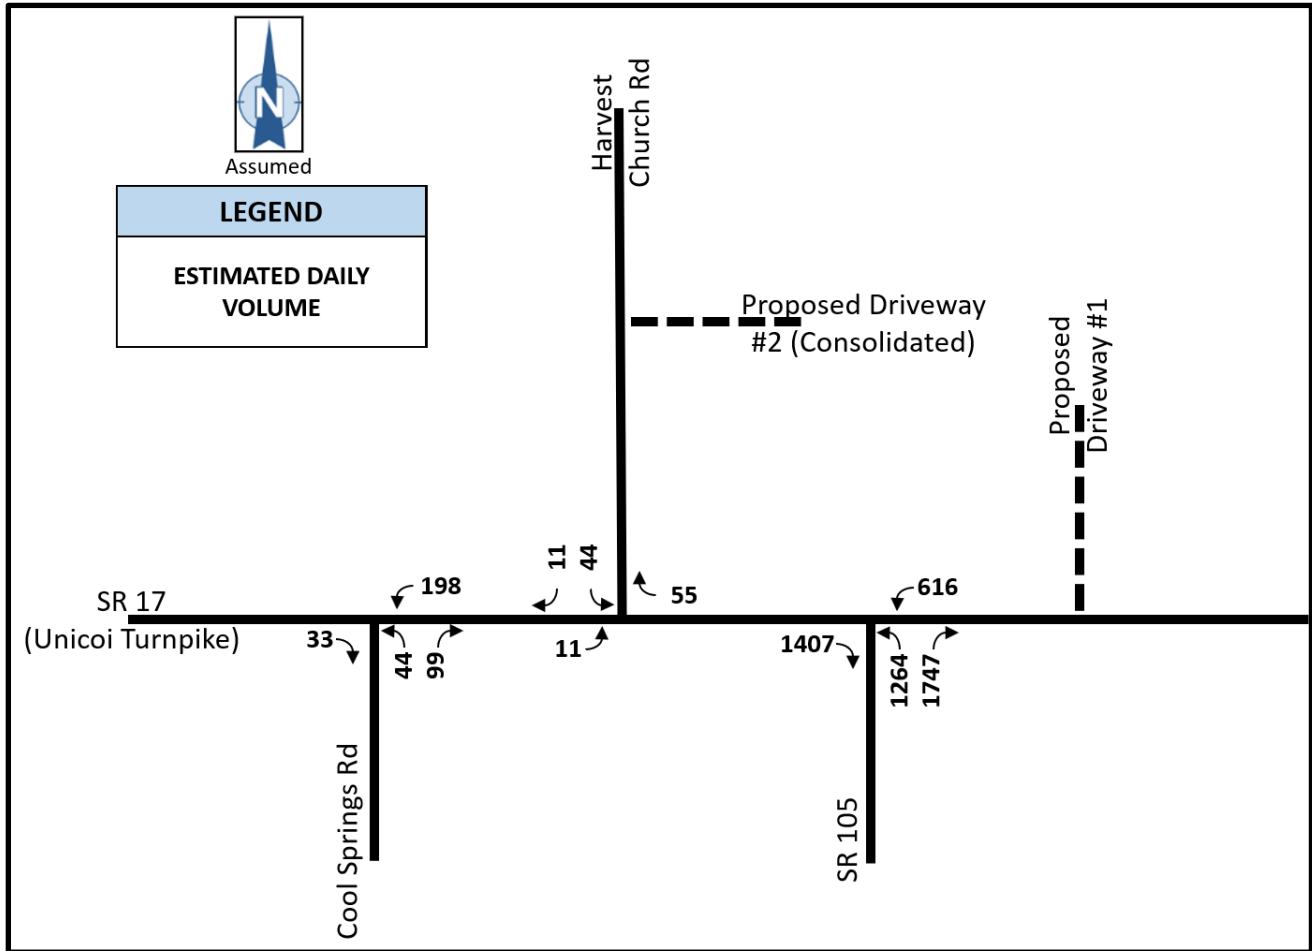 N
Assumed
LEGEND
ESTIMATED DAILY
VOLUME
Harvest
Church Rd
Proposed Driveway
#2 (Consolidated)
Proposed
Driveway #1
SR 17
(Unicoi Turnpike)
198
33
44
99
11
44
55
11
616
1407
1264
1747
Cool Springs Rd
SR 105